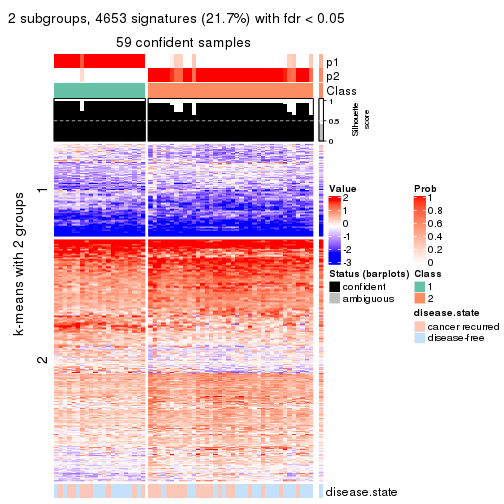 2 subgroups, 4653 signatures (21.7%) with fdr < 0.05
59 confident samples
p1
p2
Class
1
0.5
0
Silhouette
score
k-means with 2 groups
1
2
Value
2
1
0
-1
-2
-3
Prob
1
0.8
0.6
0.4
0.2
0
Status (barplots)
confident
ambiguous
Class
1
2
disease.state
cancer recurred
disease-free
disease.state